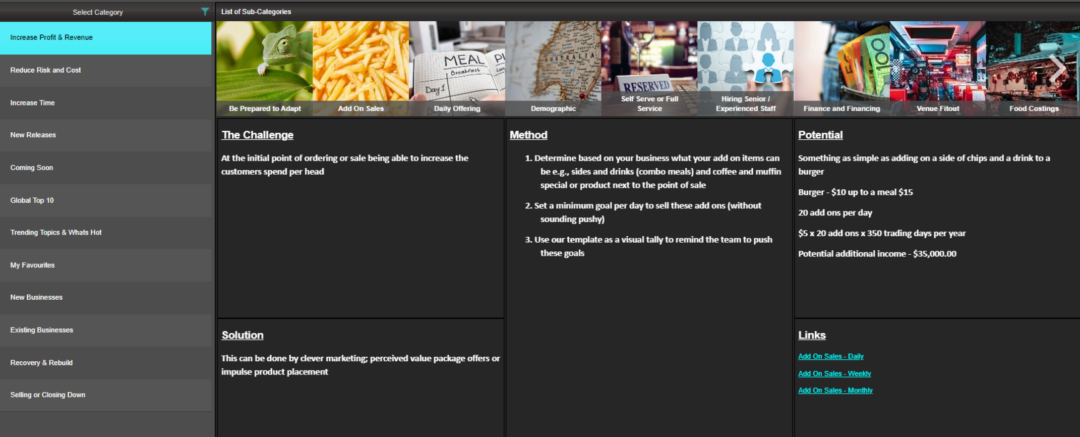 Select Category
List of Sub-Categories
Increase Profit & Revenue
Reduce Risk and Cost
Increase Time
New Releases
Coming Soon
Global Top 10
Trending Topics & Whats Hot
My Favourites
New Businesses
Existing Businesses
Recovery & Rebuild
Selling or Closing Down
MEAL PL
Breakfast
Day 1
RESERVED
100
Be Prepared to Adapt
Add On Sales
Daily Offering
Demographic
Self Serve or Full
Service
Hiring Senior /
Experienced Staff
Finance and Financing
Venue Fitout
Food Costings
The Challenge
At the initial point of ordering or sale being able to increase the
customers spend per head
Solution
This can be done by clever marketing; perceived value package offers or
impulse product placement
Method
1. Determine based on your business what your add on items can
be e.g., sides and drinks (combo meals) and coffee and muffin
special or product next to the point of sale
2. Set a minimum goal per day to sell these add ons (without
sounding pushy)
3. Use our template as a visual tally to remind the team to push
these goals
Potential
Something as simple as adding on a side of chips and a drink to a
burger
Burger - $10 up to a meal $15
20 add ons per day
$5 x 20 add ons x 350 trading days per year
Potential additional income - $35,000.00
Links
Add On Sales - Daily
Add On Sales - Weekly
Add On Sales - Monthly